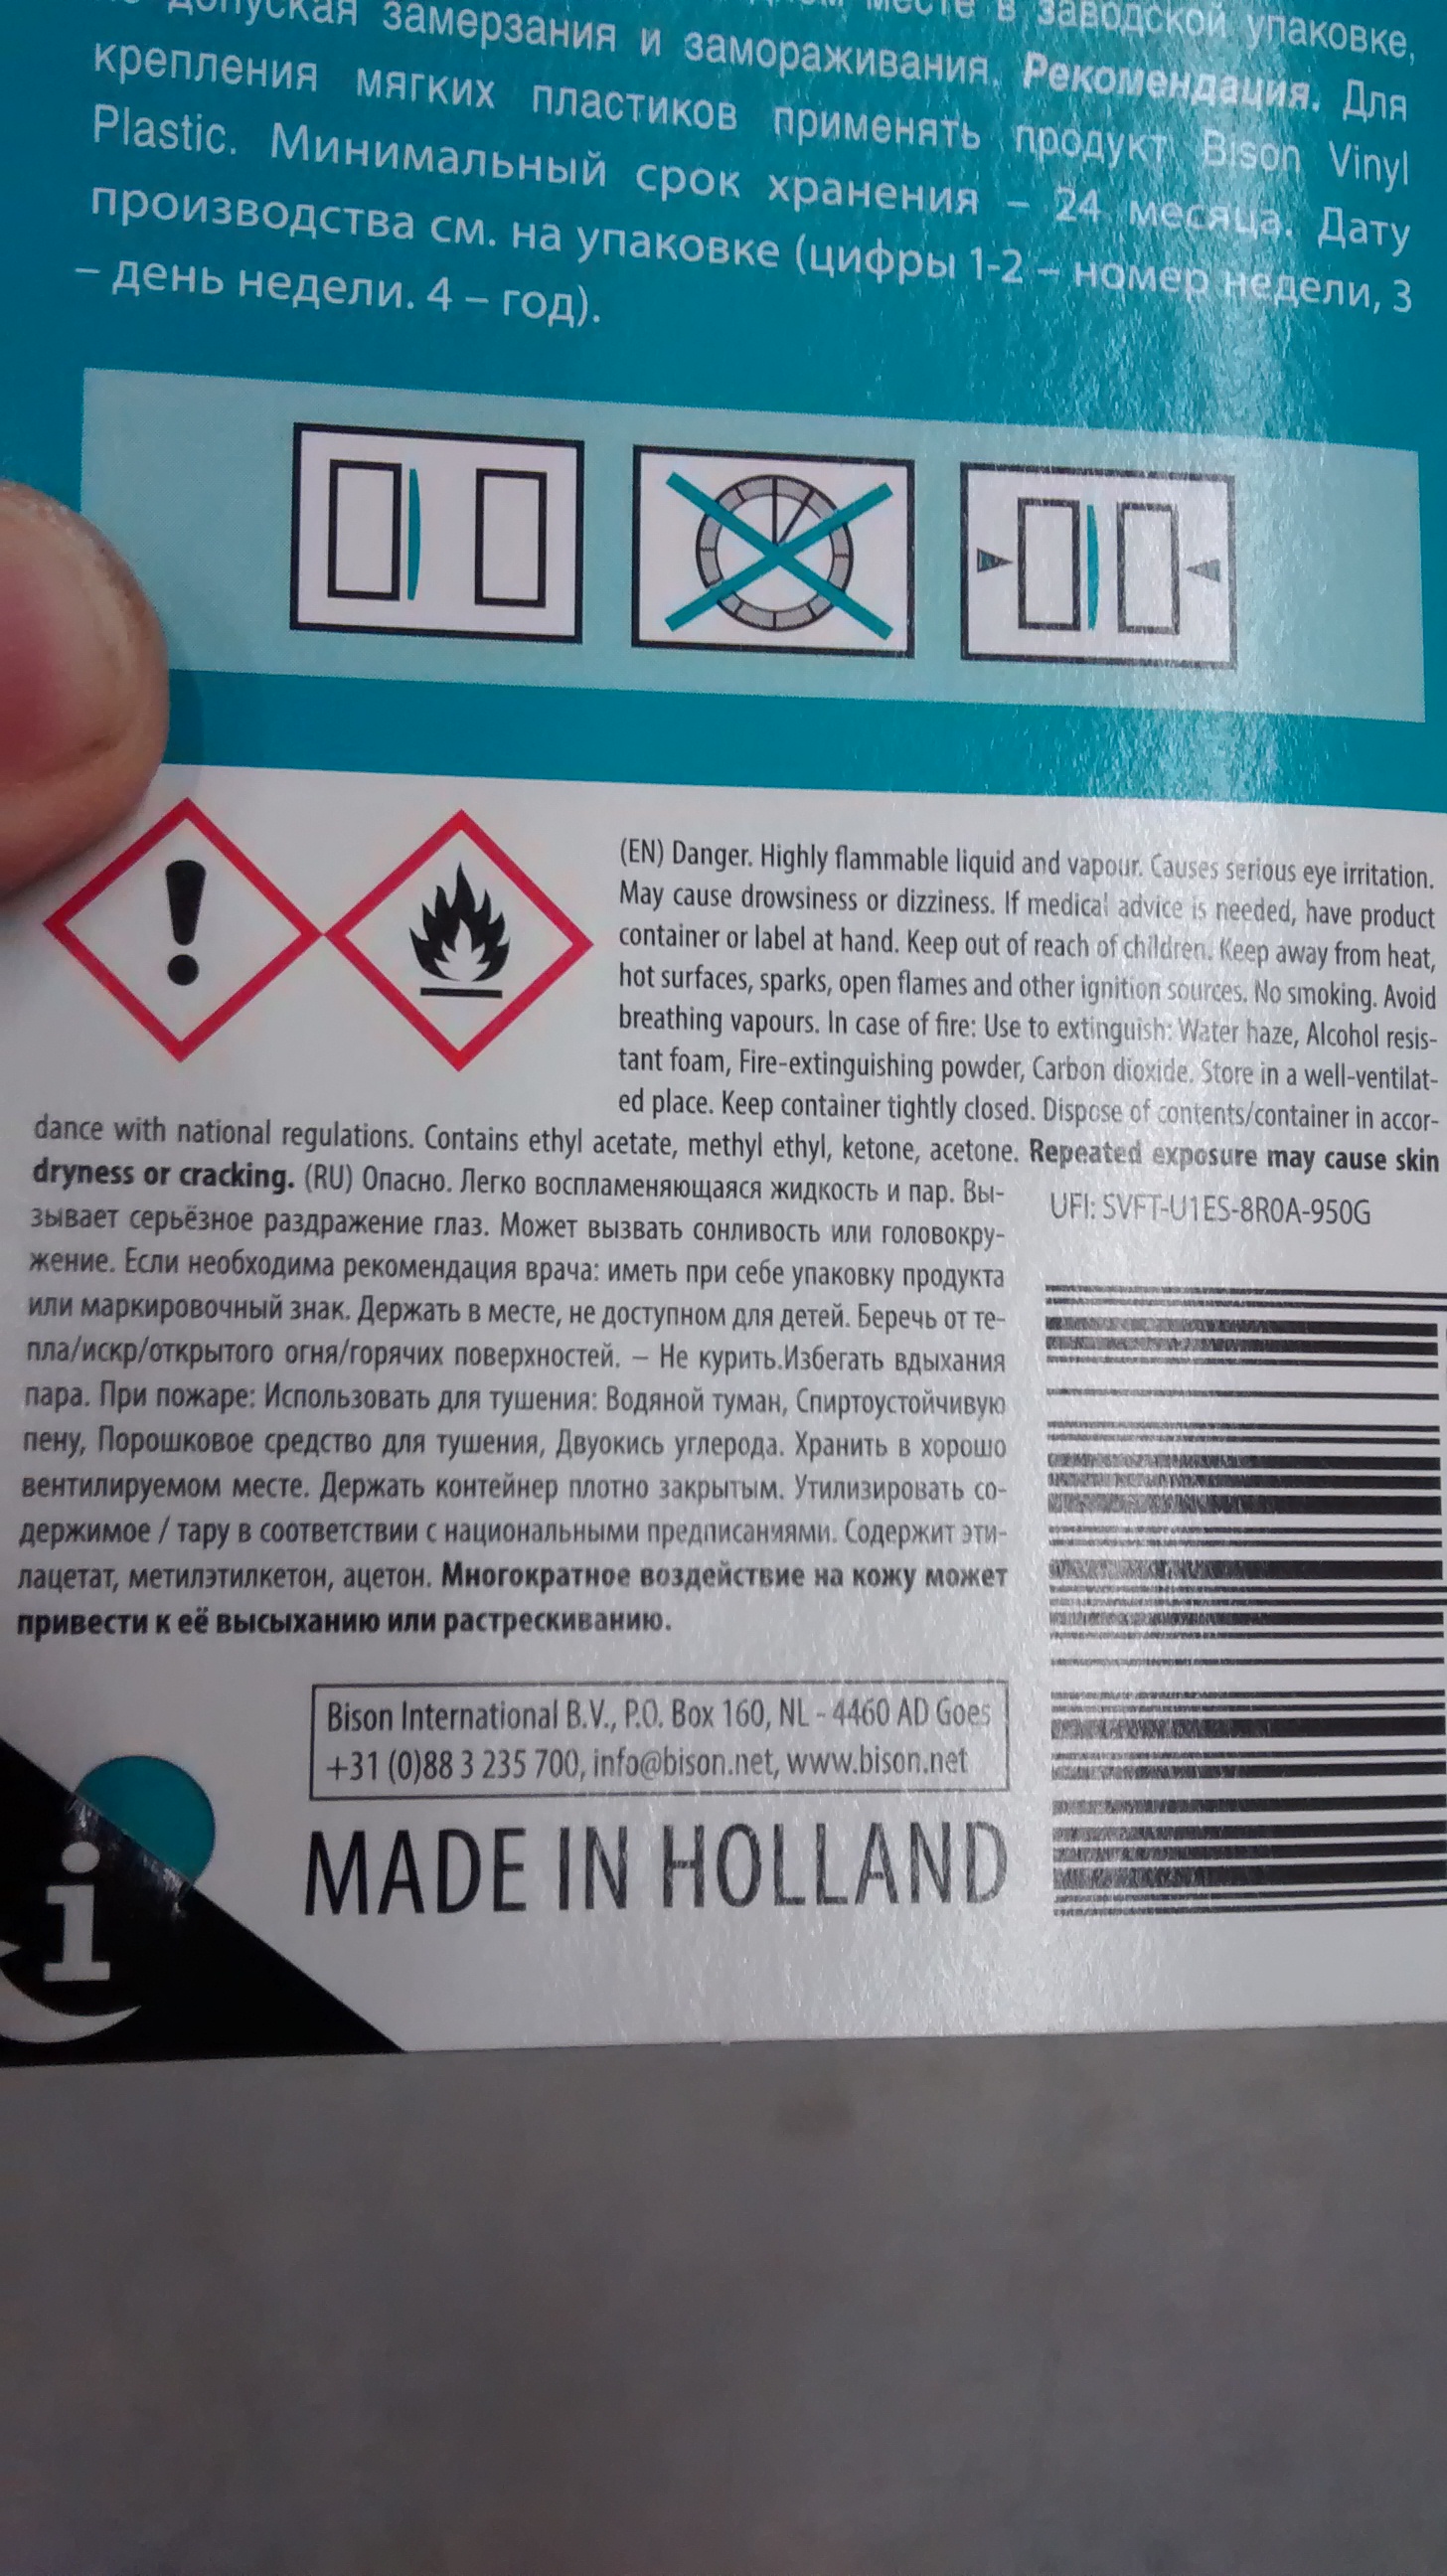 допуская замерзания и замораживания. Рекомендация. Для
месте в заводской упаковке,
крепления мягких пластиков применять продукт Bison Vinyl
Plastic. Минимальный срок хранения – 24 месяца. Дату
производства см. на упаковке (цифры 1-2 – номер недели, 3
– день недели. 4 – год).
(EN) Danger. Highly flammable liquid and vapour. Causes serious eye irritation.
May cause drowsiness or dizziness. If medical advice is needed, have product
container or label at hand. Keep out of reach of children. Keep away from heat,
hot surfaces, sparks, open flames and other ignition sources. No smoking. Avoid
breathing vapours. In case of fire: Use to extinguish: Water haze, Alcohol resis-
tant foam, Fire-extinguishing powder, Carbon dioxide. Store in a well-ventilat-
ed place. Keep container tightly closed. Dispose of contents/container in accor-
dance with national regulations. Contains ethyl acetate, methyl ethyl, ketone, acetone. Repeated exposure may cause skin
dryness or cracking. (RU) Опасно. Легко воспламеняющаяся жидкость и пар. Вы-
зывает серьёзное раздражение глаз. Может вызвать сонливость или головокру-
жение. Если необходима рекомендация врача: иметь при себе упаковку продукта
или маркировочный знак. Держать в месте, не доступном для детей. Беречь от те-
пла/искр/открытого огня/горячих поверхностей. – Не курить.Избегать вдыхания
пара. При пожаре: Использовать для тушения: Водяной туман, Спиртоустойчивую
пену, Порошковое средство для тушения, Двуокись углерода. Хранить в хорошо
вентилируемом месте. Держать контейнер плотно закрытым. Утилизировать со-
держимое / тару в соответствии с национальными предписаниями. Содержит эти-
лацетат, метилэтилкетон, ацетон. Многократное воздействие на кожу может
привести к её высыханию или растрескиванию.
UFI: SVFT-U1ES-8R0A-950G
Bison International B.V., P.O. Box 160, NL - 4460 AD Goes
+31 (0)88 3 235 700, info@bison.net, www.bison.net
MADE IN HOLLAND
i